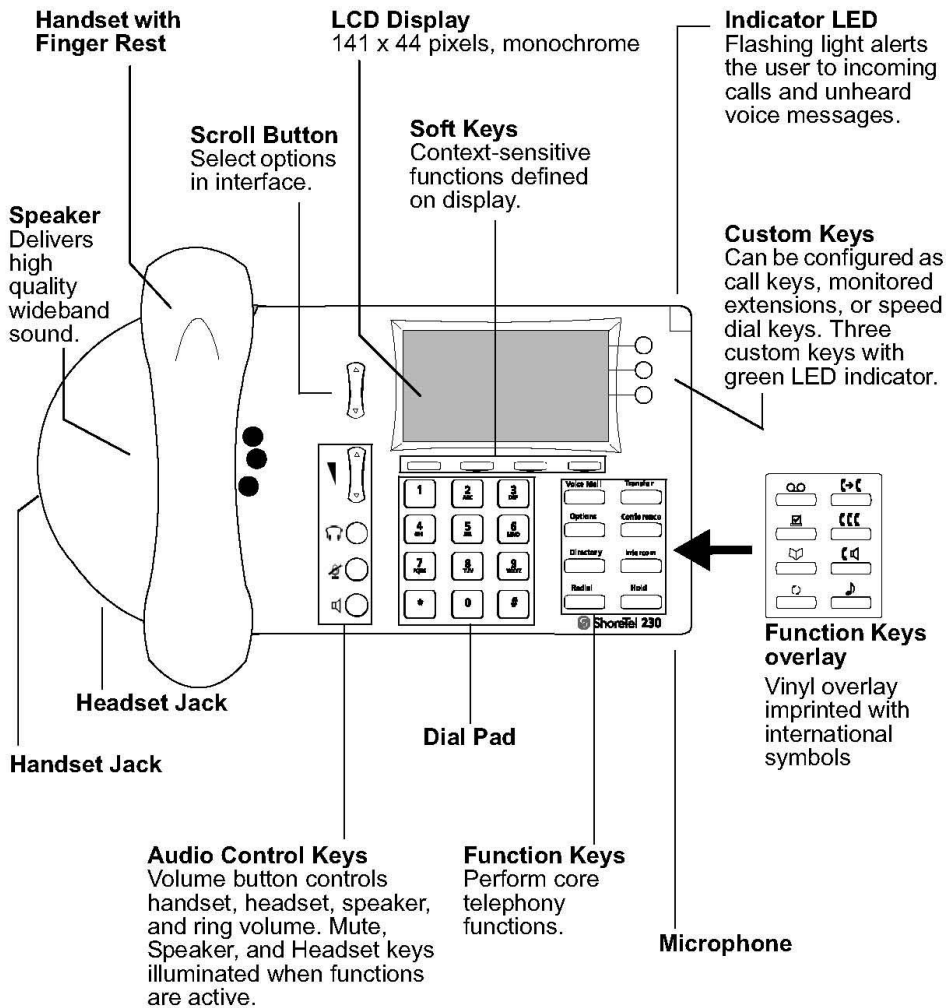 Handset with
Finger Rest
LCD Display
141 x 44 pixels, monochrome
Indicator LED
Flashing light alerts
the user to incoming
calls and unheard
voice messages.
Scroll Button
Select options
in interface.
Soft Keys
Context-sensitive
functions defined
on display.
Speaker
Delivers
high
quality
wideband
sound.
Custom Keys
Can be configured as
call keys, monitored
extensions, or speed
dial keys. Three
custom keys with
green LED indicator.
1
2
ABC
3
DEF
4
GHI
5
JKL
6
MNO
7
PQRS
8
TUV
9
WXYZ
*
0
#
Voice Mail
Transfer
Options
Conference
Directory
Intercom
Redial
Hold
ShoreTel 230
Function Keys
overlay
Vinyl overlay
imprinted with
international
symbols
Headset Jack
Handset Jack
Dial Pad
Audio Control Keys
Volume button controls
handset, headset, speaker,
and ring volume. Mute,
Speaker, and Headset keys
illuminated when functions
are active.
Function Keys
Perform core
telephony
functions.
Microphone